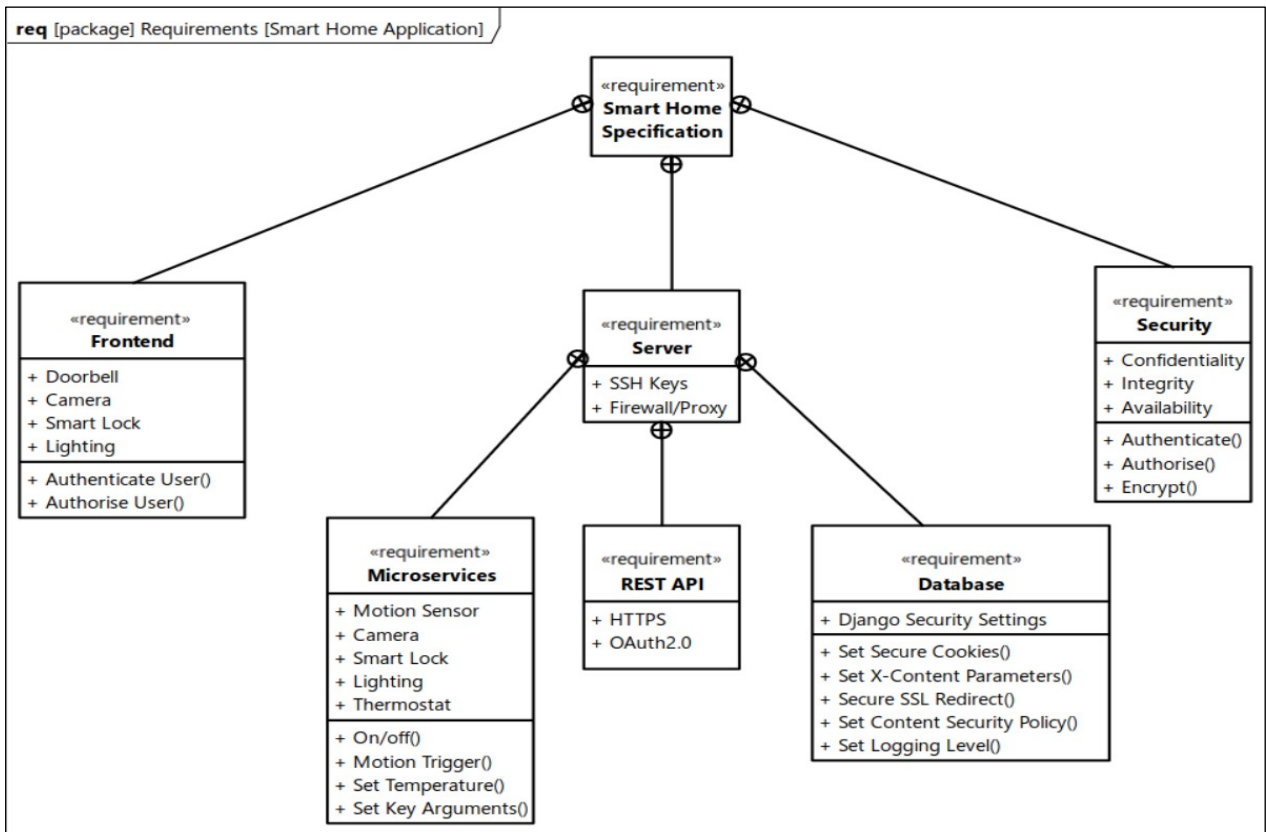 req [package] Requirements [Smart Home Application]
«requirement»
Smart Home
Specification
«requirement»
Frontend
+ Doorbell
+ Camera
+ Smart Lock
+ Lighting
+ Authenticate User()
+ Authorise User()
«requirement»
Server
+ SSH Keys
+ Firewall/Proxy
«requirement»
Security
+ Confidentiality
+ Integrity
+ Availability
+ Authenticate()
+ Authorise()
+ Encrypt()
«requirement»
Microservices
+ Motion Sensor
+ Camera
+ Smart Lock
+ Lighting
+ Thermostat
+ On/off()
+ Motion Trigger()
+ Set Temperature()
+ Set Key Arguments()
«requirement»
REST API
+ HTTPS
+ OAuth2.0
«requirement»
Database
+ Django Security Settings
+ Set Secure Cookies()
+ Set X-Content Parameters()
+ Secure SSL Redirect()
+ Set Content Security Policy()
+ Set Logging Level()